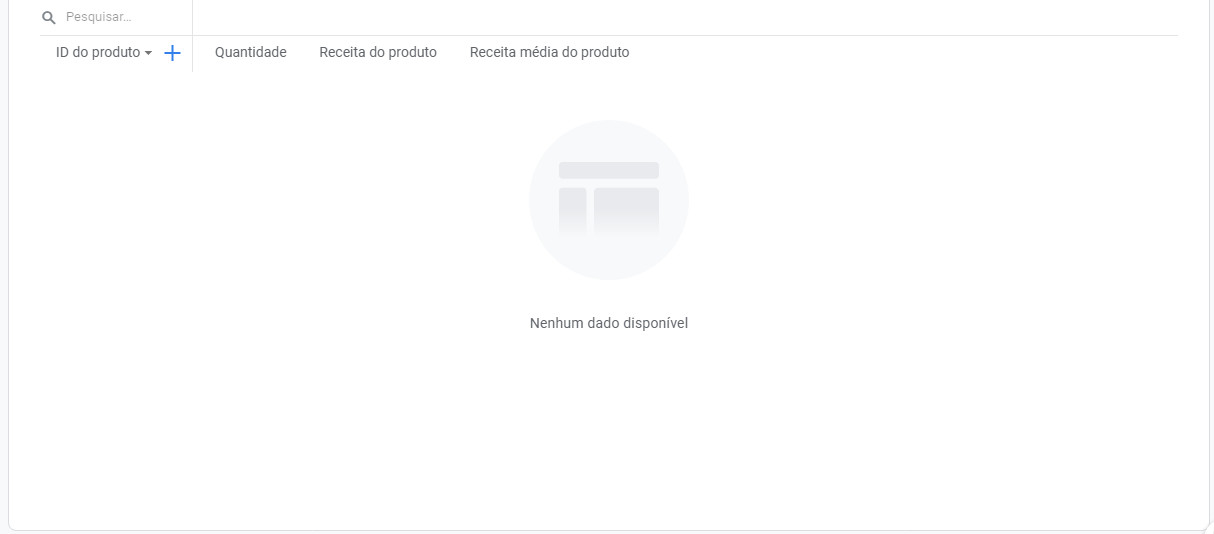 Pesquisar...
ID do produto
Quantidade
Receita do produto
Receita média do produto
Nenhum dado disponível